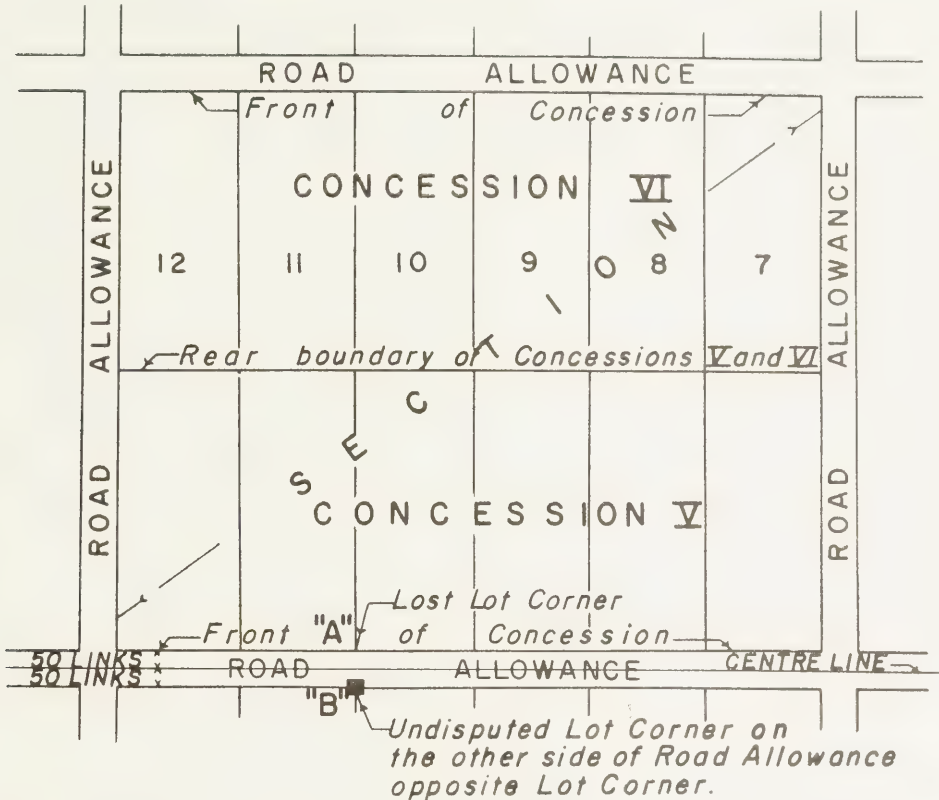 ROAD ALLOWANCE
Front of Concession
CONCESSION VI
12 11 10 9 8 7
Rear boundary of Concessions V and VI
SECTION
CONCESSION V
ROAD ALLOWANCE
ROAD ALLOWANCE
Lost Lot Corner
"A"
Front of Concession
50 LINKS
50 LINKS
ROAD ALLOWANCE
CENTRE LINE
"B"
Undisputed Lot Corner on
the other side of Road Allowance
opposite Lot Corner.